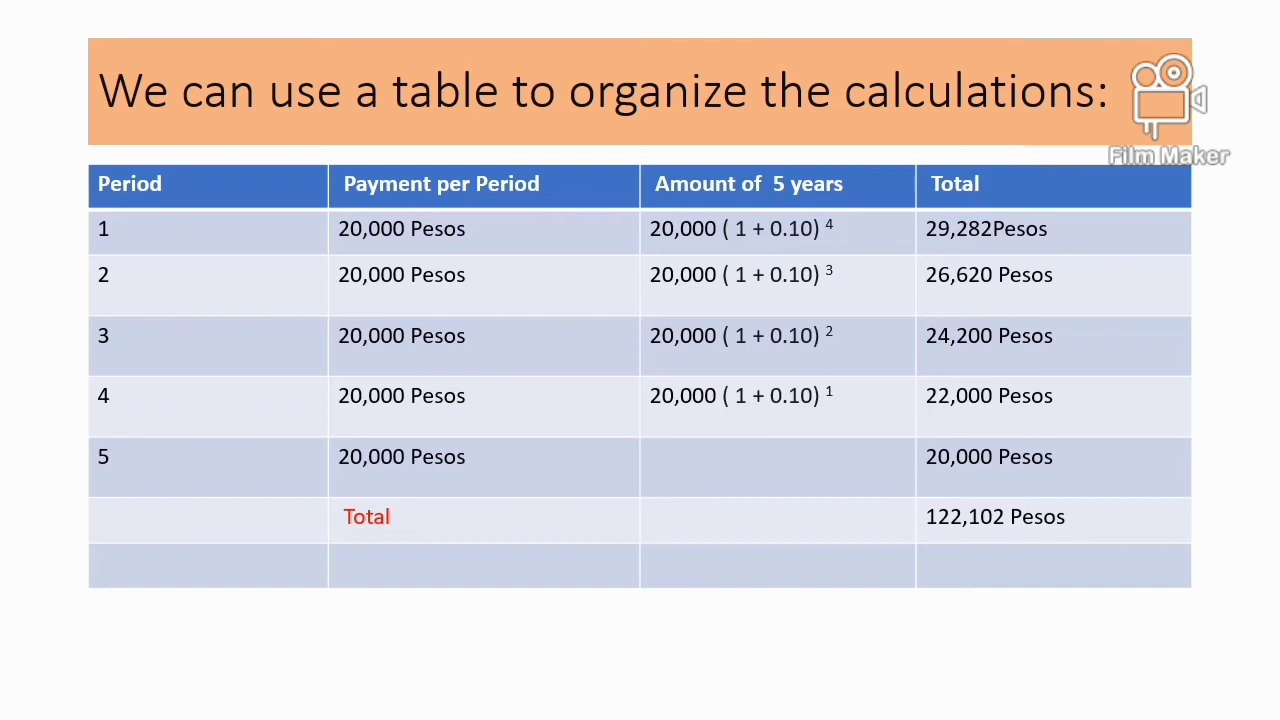 We can use a table to organize the calculations:
Film Maker
Period Payment per Period Amount of 5 years Total
1 20,000 Pesos 20,000 ( 1 + 0.10) ⁴ 29,282Pesos
2 20,000 Pesos 20,000 ( 1 + 0.10) ³ 26,620 Pesos
3 20,000 Pesos 20,000 ( 1 + 0.10) ² 24,200 Pesos
4 20,000 Pesos 20,000 ( 1 + 0.10) ¹ 22,000 Pesos
5 20,000 Pesos 20,000 Pesos
Total 122,102 Pesos